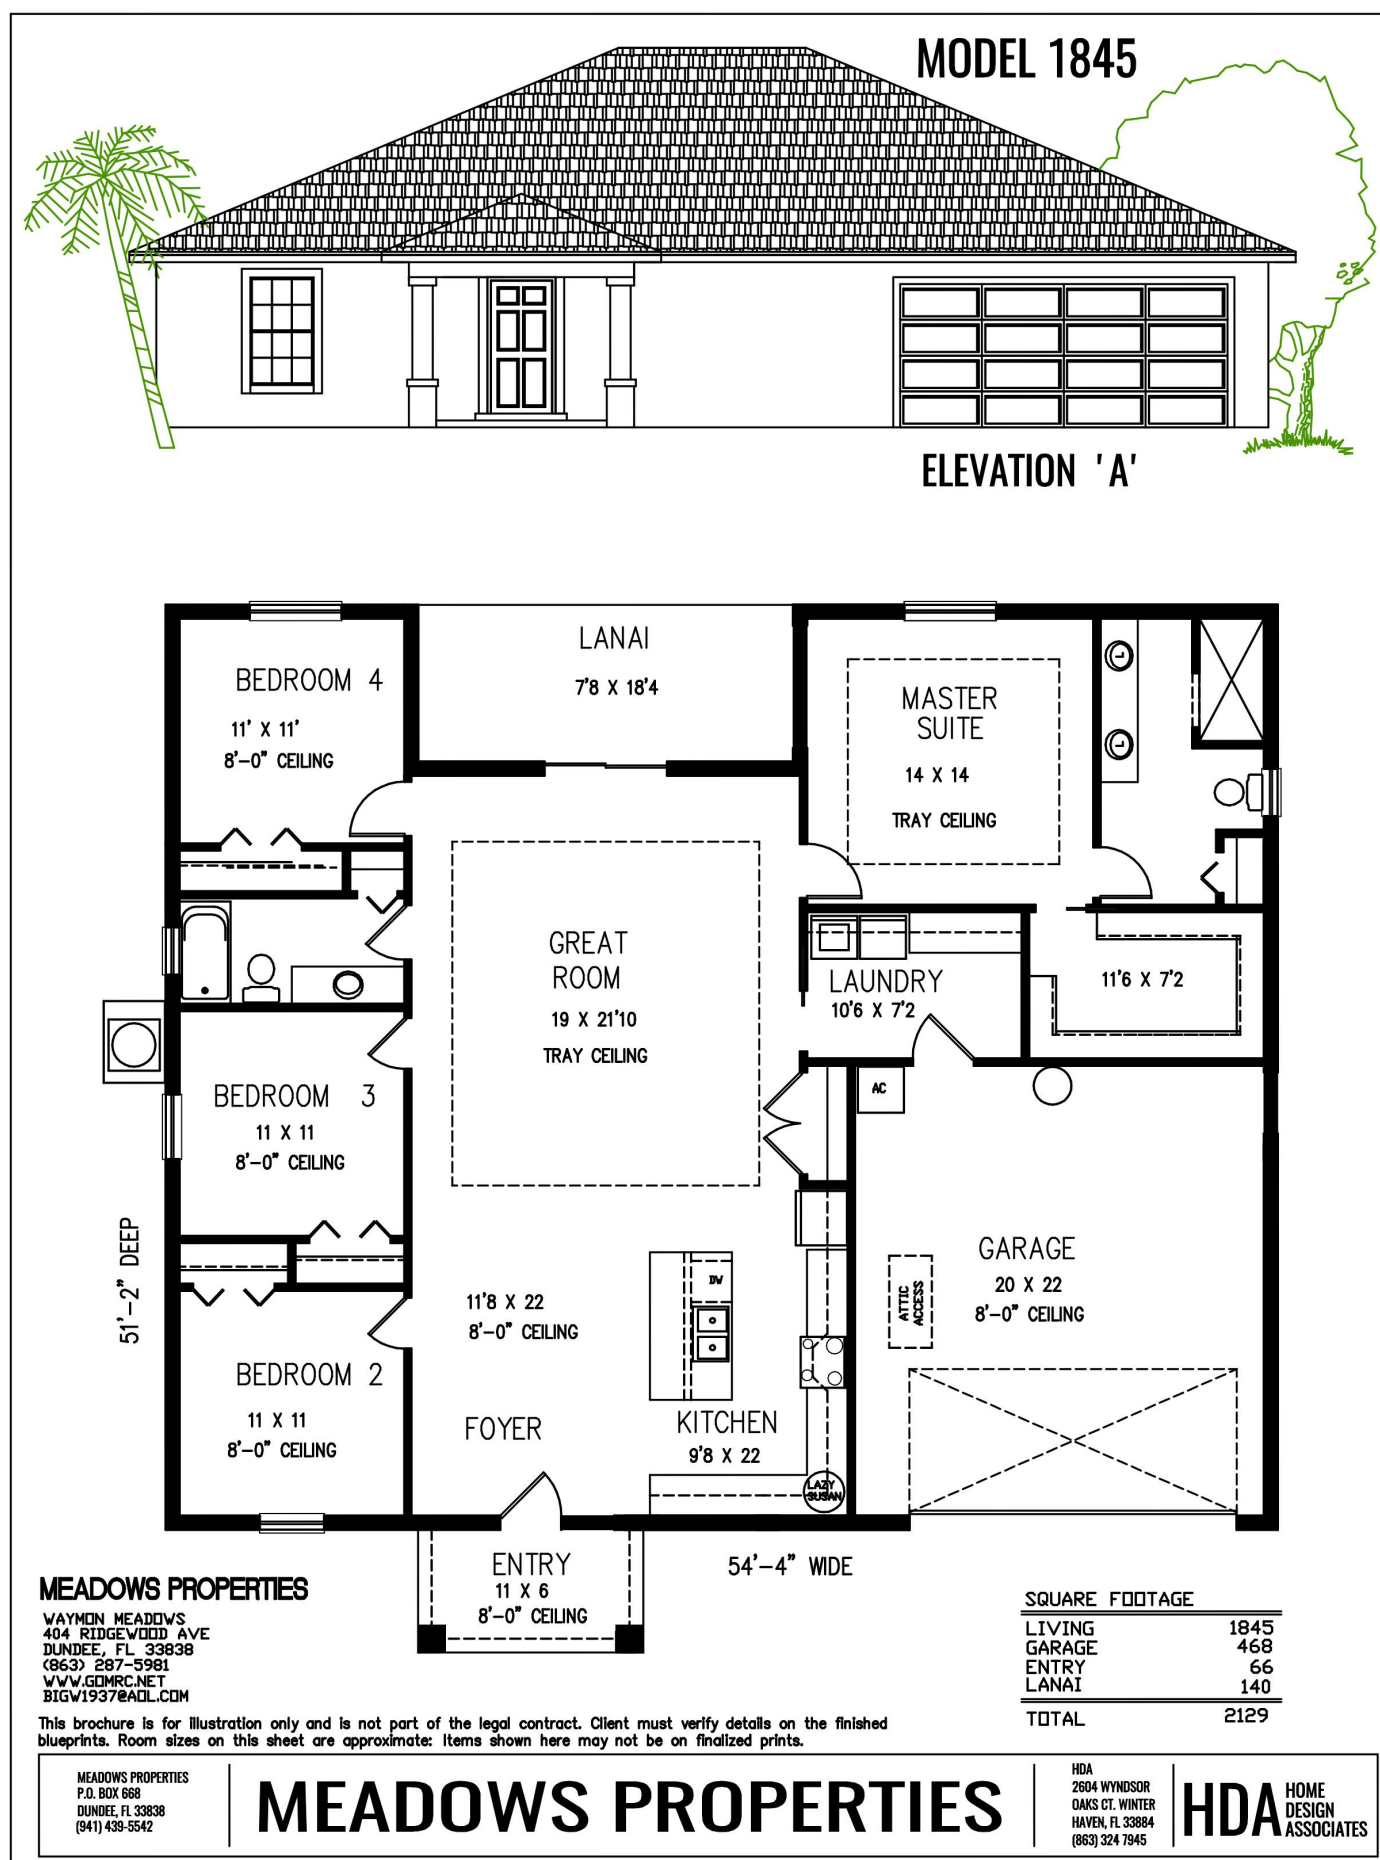 MODEL 1845
ELEVATION 'A'
LANAI
7'8 X 18'4
BEDROOM 4
11' X 11'
8'-0" CEILING
MASTER
SUITE
14 X 14
TRAY CEILING
GREAT
ROOM
19 X 21'10
TRAY CEILING
LAUNDRY
10'6 X 7'2
11'6 X 7'2
BEDROOM 3
11 X 11
8'-0" CEILING
AC
51'-2" DEEP
GARAGE
20 X 22
8'-0" CEILING
ATTIC
ACCESS
DW
11'8 X 22
8'-0" CEILING
BEDROOM 2
11 X 11
8'-0" CEILING
FOYER
KITCHEN
9'8 X 22
LAZY
SUSAN
ENTRY
11 X 6
8'-0" CEILING
54'-4" WIDE
MEADOWS PROPERTIES
WAYMON MEADOWS
404 RIDGEWOOD AVE
DUNDEE, FL 33838
(863) 287-5981
WWW.GOMRC.NET
BIGW1937@AOL.COM
SQUARE FOOTAGE
LIVING 1845
GARAGE 468
ENTRY 66
LANAI 140
TOTAL 2129
This brochure is for illustration only and is not part of the legal contract. Client must verify details on the finished
blueprints. Room sizes on this sheet are approximate: Items shown here may not be on finalized prints.
MEADOWS PROPERTIES
P.O. BOX 668
DUNDEE, FL 33838
(941) 439-5542
MEADOWS PROPERTIES
HDA
2604 WYNDSOR
OAKS CT. WINTER
HAVEN, FL 33884
(863) 324 7945
HDA HOME
DESIGN
ASSOCIATES